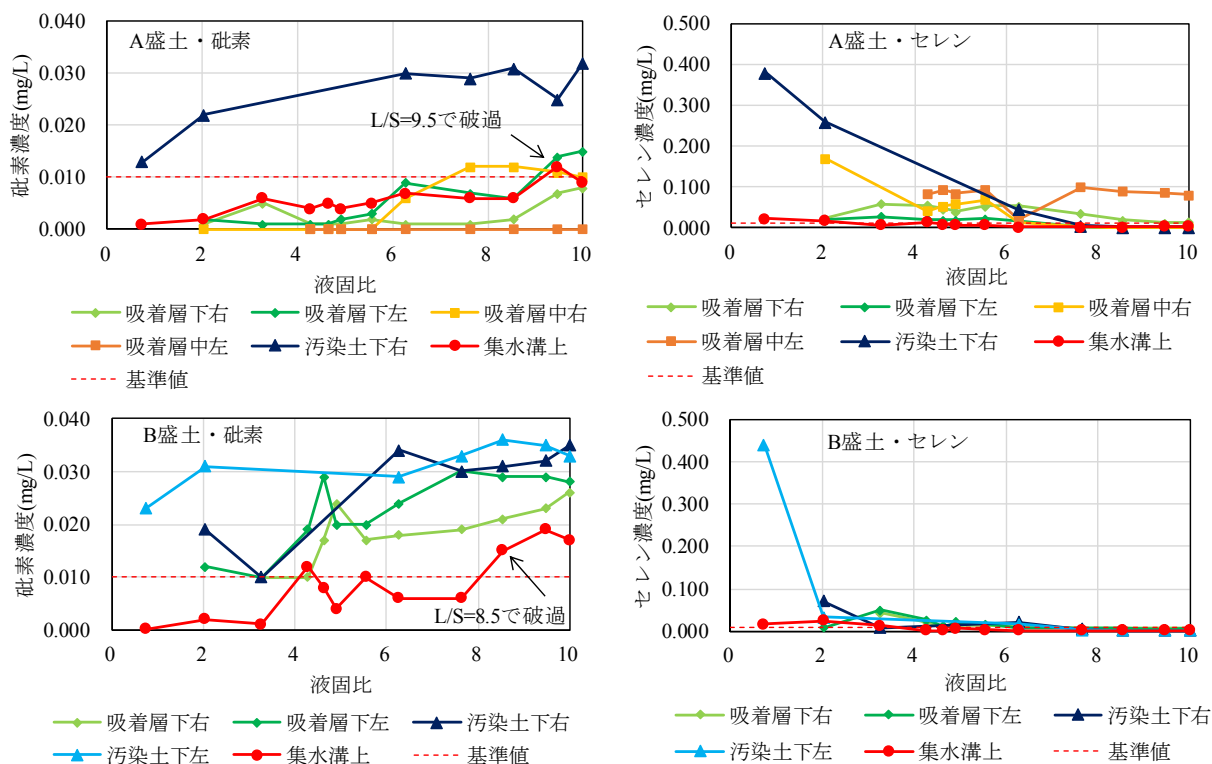 A盛土・砒素
砒素濃度(mg/L)
0.040
0.030
0.020
0.010
0.000
L/S=9.5で破過
0 2 4 6 8 10
液固比
吸着層下右 吸着層下左 吸着層中右
吸着層中左 汚染土下右 集水溝上
基準値
A盛土・セレン
セレン濃度(mg/L)
0.500
0.400
0.300
0.200
0.100
0.000
0 2 4 6 8 10
液固比
吸着層下右 吸着層下左 吸着層中右
吸着層中左 汚染土下右 集水溝上
基準値
B盛土・砒素
砒素濃度(mg/L)
0.040
0.030
0.020
0.010
0.000
L/S=8.5で破過
0 2 4 6 8 10
液固比
吸着層下右 吸着層下左 汚染土下右
汚染土下左 集水溝上 基準値
B盛土・セレン
セレン濃度(mg/L)
0.500
0.400
0.300
0.200
0.100
0.000
0 2 4 6 8 10
液固比
吸着層下右 吸着層下左 汚染土下右
汚染土下左 集水溝上 基準値